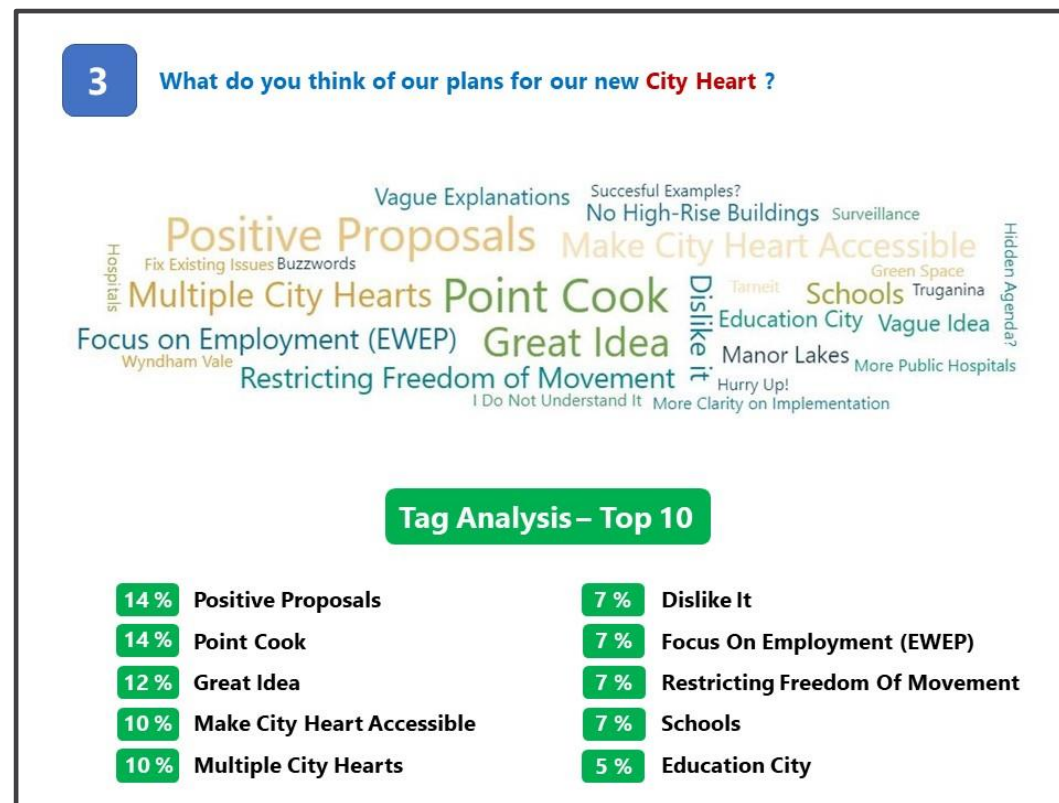 3
What do you think of our plans for our new City Heart ?
Vague Explanations
Succesful Examples?
No High-Rise Buildings
Surveillance
Positive Proposals
Make City Heart Accessible
Hidden Agenda?
Hospitals
Fix Existing Issues
Buzzwords
Green Space
Multiple City Hearts
Point Cook
Dislike it
Tarneit
Schools
Truganina
Focus on Employment (EWEP)
Great Idea
Education City
Vague Idea
Wyndham Vale
Manor Lakes
More Public Hospitals
Restricting Freedom of Movement
Hurry Up!
I Do Not Understand It
More Clarity on Implementation
Tag Analysis – Top 10
14 % Positive Proposals
14 % Point Cook
12 % Great Idea
10 % Make City Heart Accessible
10 % Multiple City Hearts
7 % Dislike It
7 % Focus On Employment (EWEP)
7 % Restricting Freedom Of Movement
7 % Schools
5 % Education City